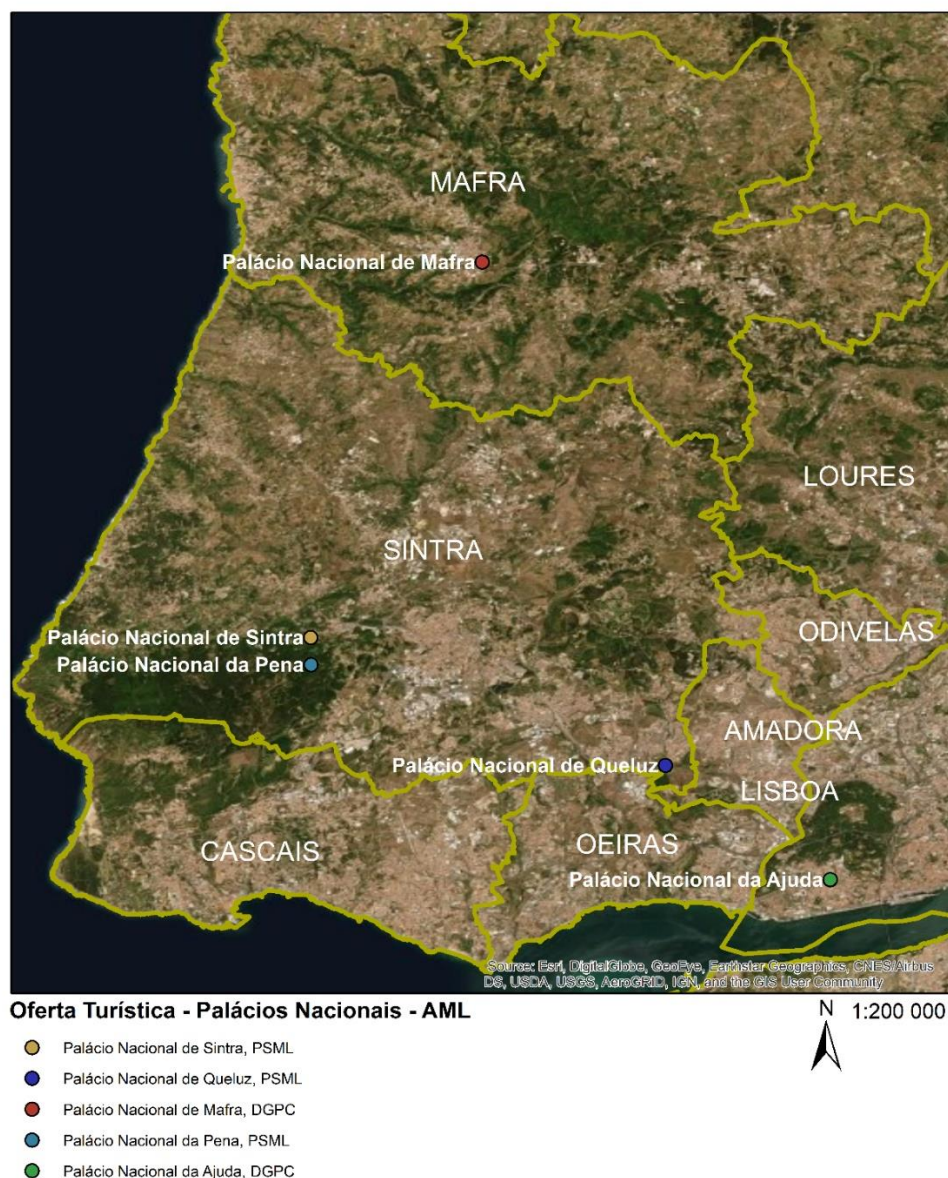 MAFRA
Palácio Nacional de Mafra
LOURES
SINTRA
Palácio Nacional de Sintra
ODIVELAS
Palácio Nacional da Pena
AMADORA
Palácio Nacional de Queluz
LISBOA
OEIRAS
CASCAIS
Palácio Nacional da Ajuda
Source: Esri, DigitalGlobe, GeoEye, Earthstar Geographics, CNES/Airbus
DS, USDA, USGS, AeroGRID, IGN, and the GIS User Community
Oferta Turística - Palácios Nacionais - AML
N 1:200 000
Palácio Nacional de Sintra, PSML
Palácio Nacional de Queluz, PSML
Palácio Nacional de Mafra, DGPC
Palácio Nacional da Pena, PSML
Palácio Nacional da Ajuda, DGPC